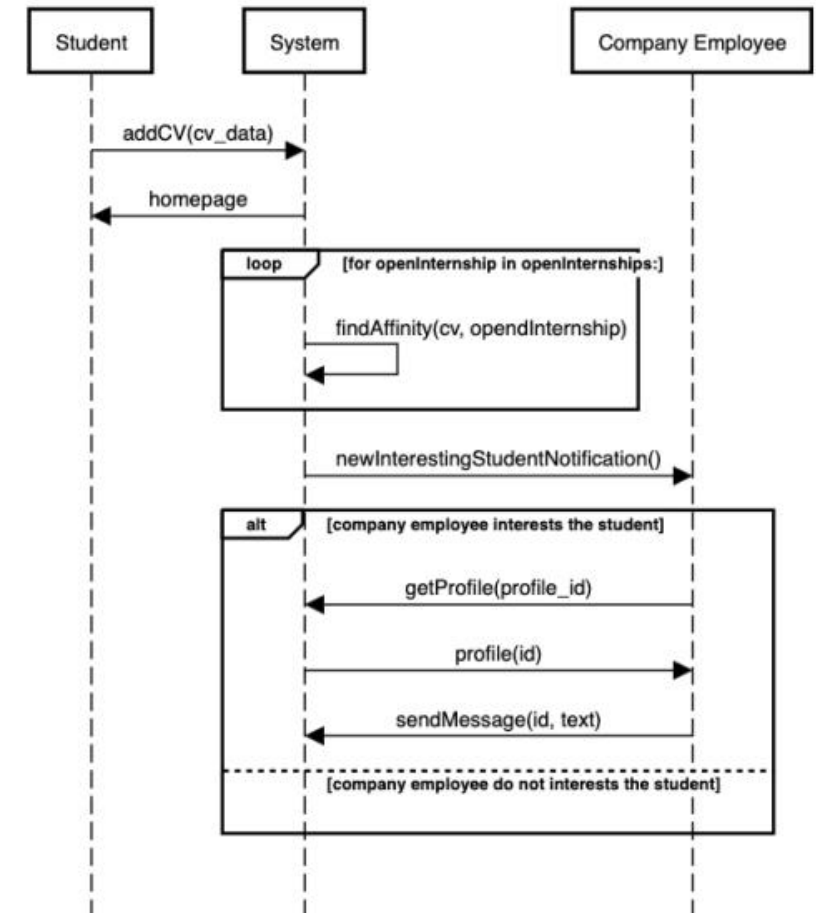 Student
System
Company Employee
addCV(cv_data)
homepage
loop
[for openInternship in openInternships:]
findAffinity(cv, opendInternship)
newInterestingStudentNotification()
alt
[company employee interests the student]
getProfile(profile_id)
profile(id)
sendMessage(id, text)
[company employee do not interests the student]